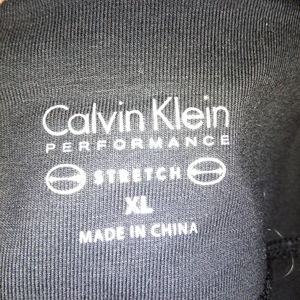 Calvin Klein
PERFORMANCE
STRETCH
XL
MADE IN CHINA